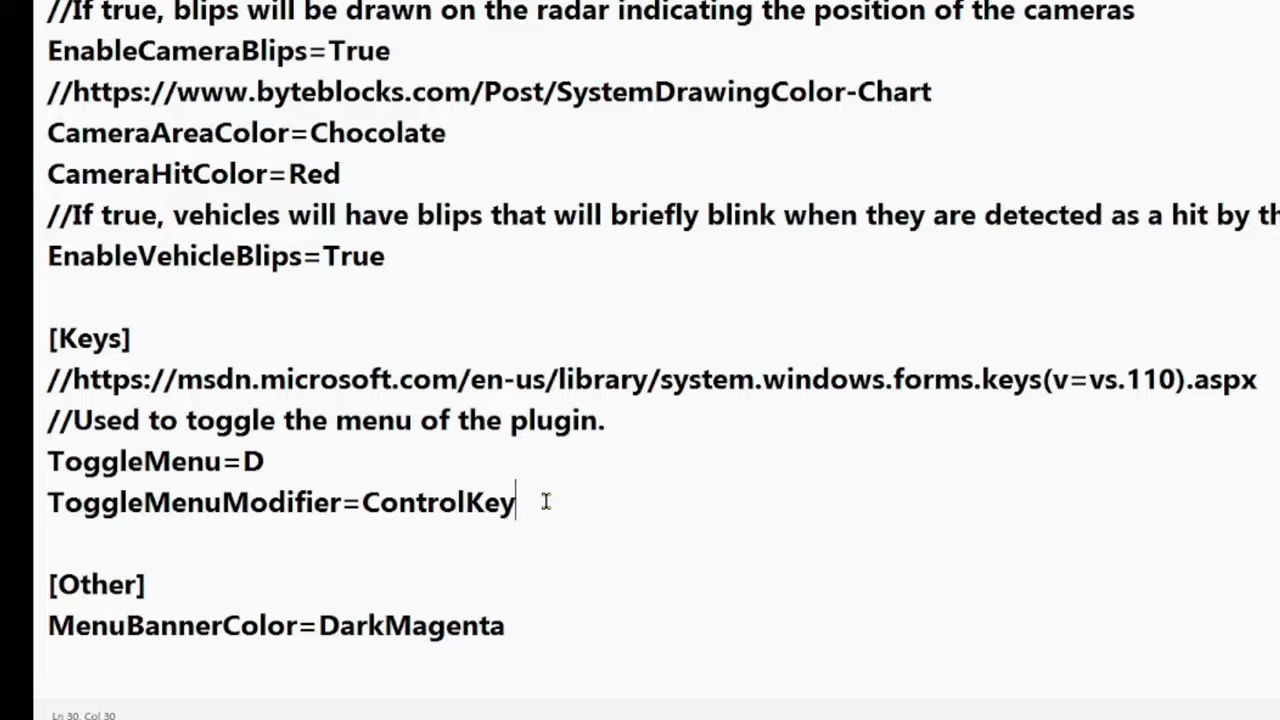 //If true, blips will be drawn on the radar indicating the position of the cameras
EnableCameraBlips=True
//https://www.byteblocks.com/Post/SystemDrawingColor-Chart
CameraAreaColor=Chocolate
CameraHitColor=Red
//If true, vehicles will have blips that will briefly blink when they are detected as a hit by
EnableVehicleBlips=True
[Keys]
//https://msdn.microsoft.com/en-us/library/system.windows.forms.keys(v=vs.110).aspx
//Used to toggle the menu of the plugin.
ToggleMenu=D
ToggleMenuModifier=ControlKey
[Other]
MenuBannerColor=DarkMagenta
Ln 30, Col 30